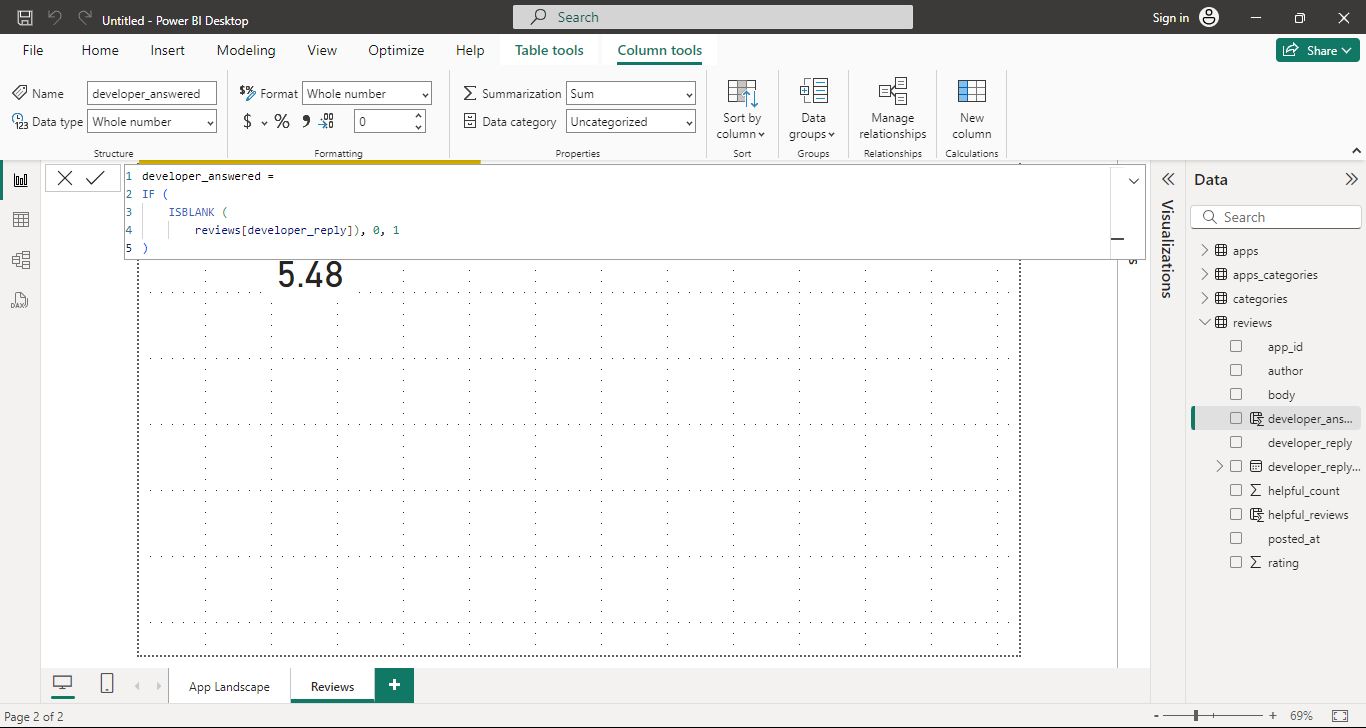 Untitled - Power BI Desktop
Search
Sign in
File Home Insert Modeling View Optimize Help Table tools Column tools
Share
Name developer_answered
Data type Whole number
Structure
$% Format Whole number
$ % 0
Formatting
Summarization Sum
Data category Uncategorized
Properties
Sort by
column
Sort
Data
groups
Groups
Manage
relationships
Relationships
New
column
Calculations
1 developer_answered =
2 IF (
3 ISBLANK (
4 reviews[developer_reply]), 0, 1
5 )
5.48
Visualizations
Data
Search
apps
apps_categories
categories
reviews
app_id
author
body
developer_ans...
developer_reply
developer_reply...
helpful_count
helpful_reviews
posted_at
rating
App Landscape
Reviews
+
Page 2 of 2
- + 69%